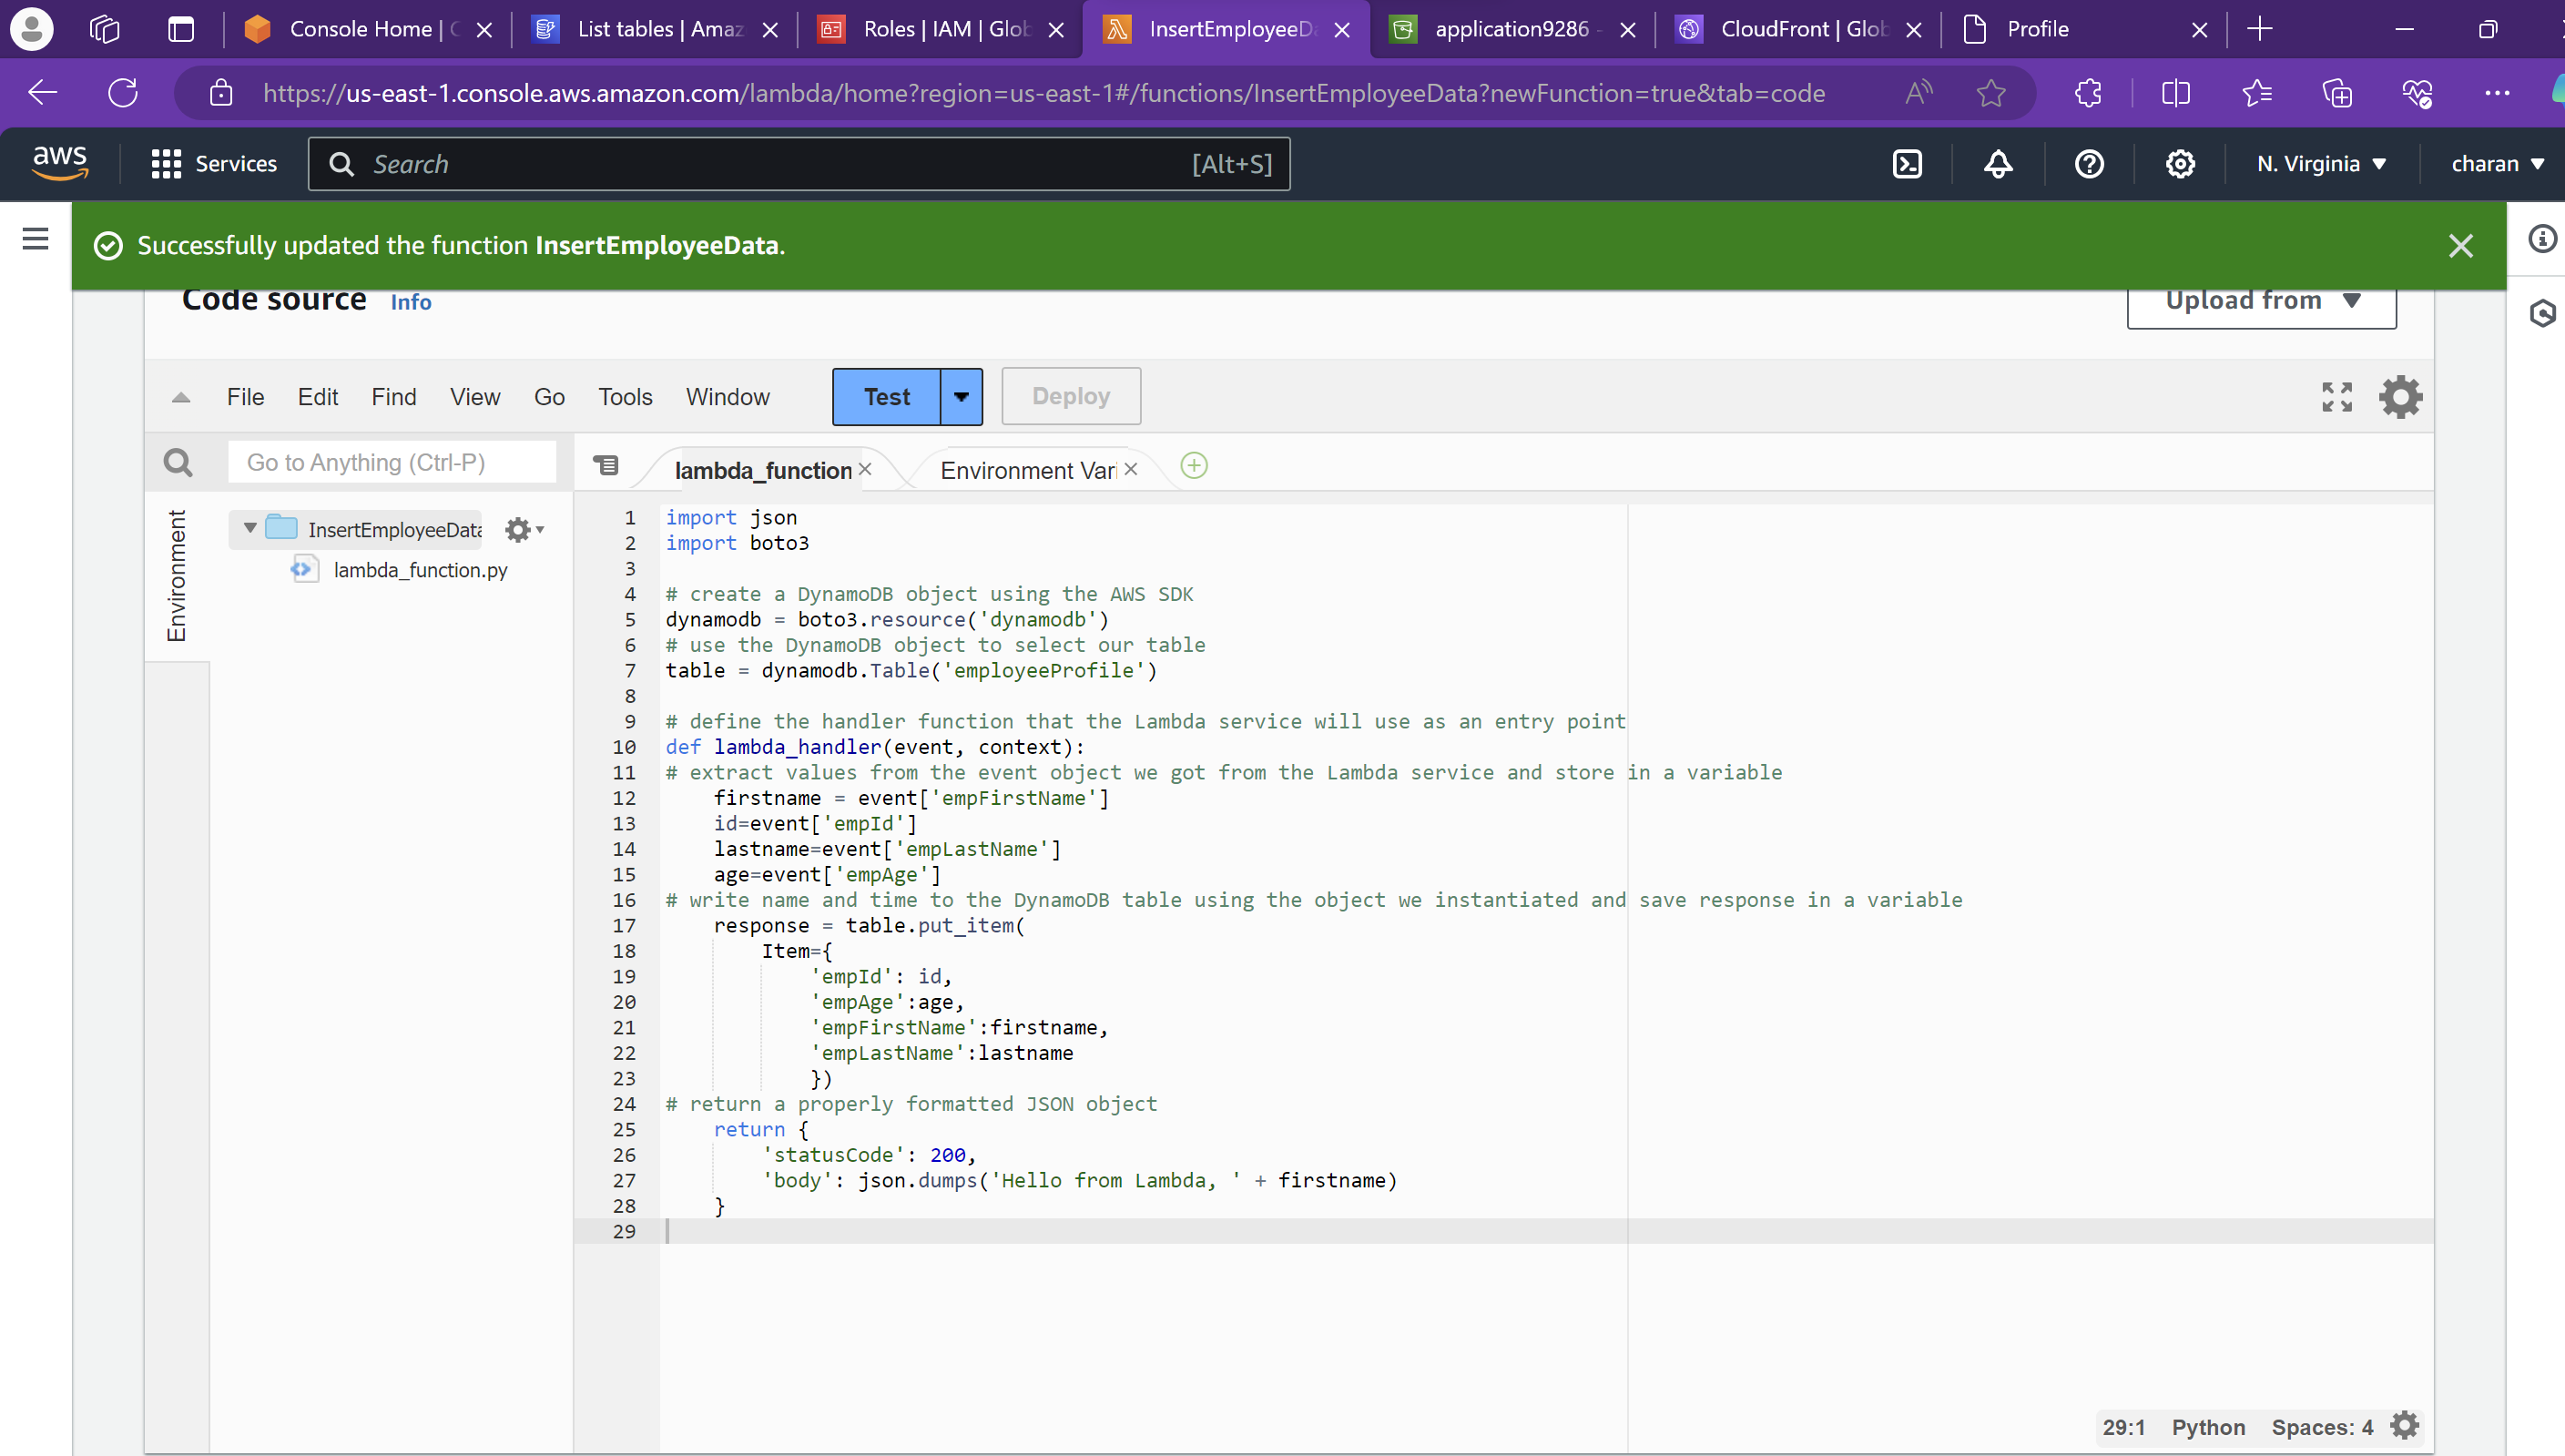 Console Home |
List tables | Amaz
Roles | IAM | Glob
InsertEmployeeDa
application9286 -
CloudFront | Glob
Profile
https://us-east-1.console.aws.amazon.com/lambda/home?region=us-east-1#/functions/InsertEmployeeData?newFunction=true&tab=code
aws
Services
Search
[Alt+S]
N. Virginia
charan
Successfully updated the function InsertEmployeeData.
Code source Info
Upload from
File Edit Find View Go Tools Window
Test
Deploy
Go to Anything (Ctrl-P)
lambda_function
Environment Var
Environment
InsertEmployeeData
lambda_function.py
1 import json
2 import boto3
3
4 # create a DynamoDB object using the AWS SDK
5 dynamodb = boto3.resource('dynamodb')
6 # use the DynamoDB object to select our table
7 table = dynamodb.Table('employeeProfile')
8
9 # define the handler function that the Lambda service will use as an entry point
10 def lambda_handler(event, context):
11 # extract values from the event object we got from the Lambda service and store in a variable
12     firstname = event['empFirstName']
13     id=event['empId']
14     lastname=event['empLastName']
15     age=event['empAge']
16 # write name and time to the DynamoDB table using the object we instantiated and save response in a variable
17     response = table.put_item(
18         Item={
19             'empId': id,
20             'empAge':age,
21             'empFirstName':firstname,
22             'empLastName':lastname
23             })
24 # return a properly formatted JSON object
25     return {
26         'statusCode': 200,
27         'body': json.dumps('Hello from Lambda, ' + firstname)
28     }
29
29:1 Python Spaces: 4